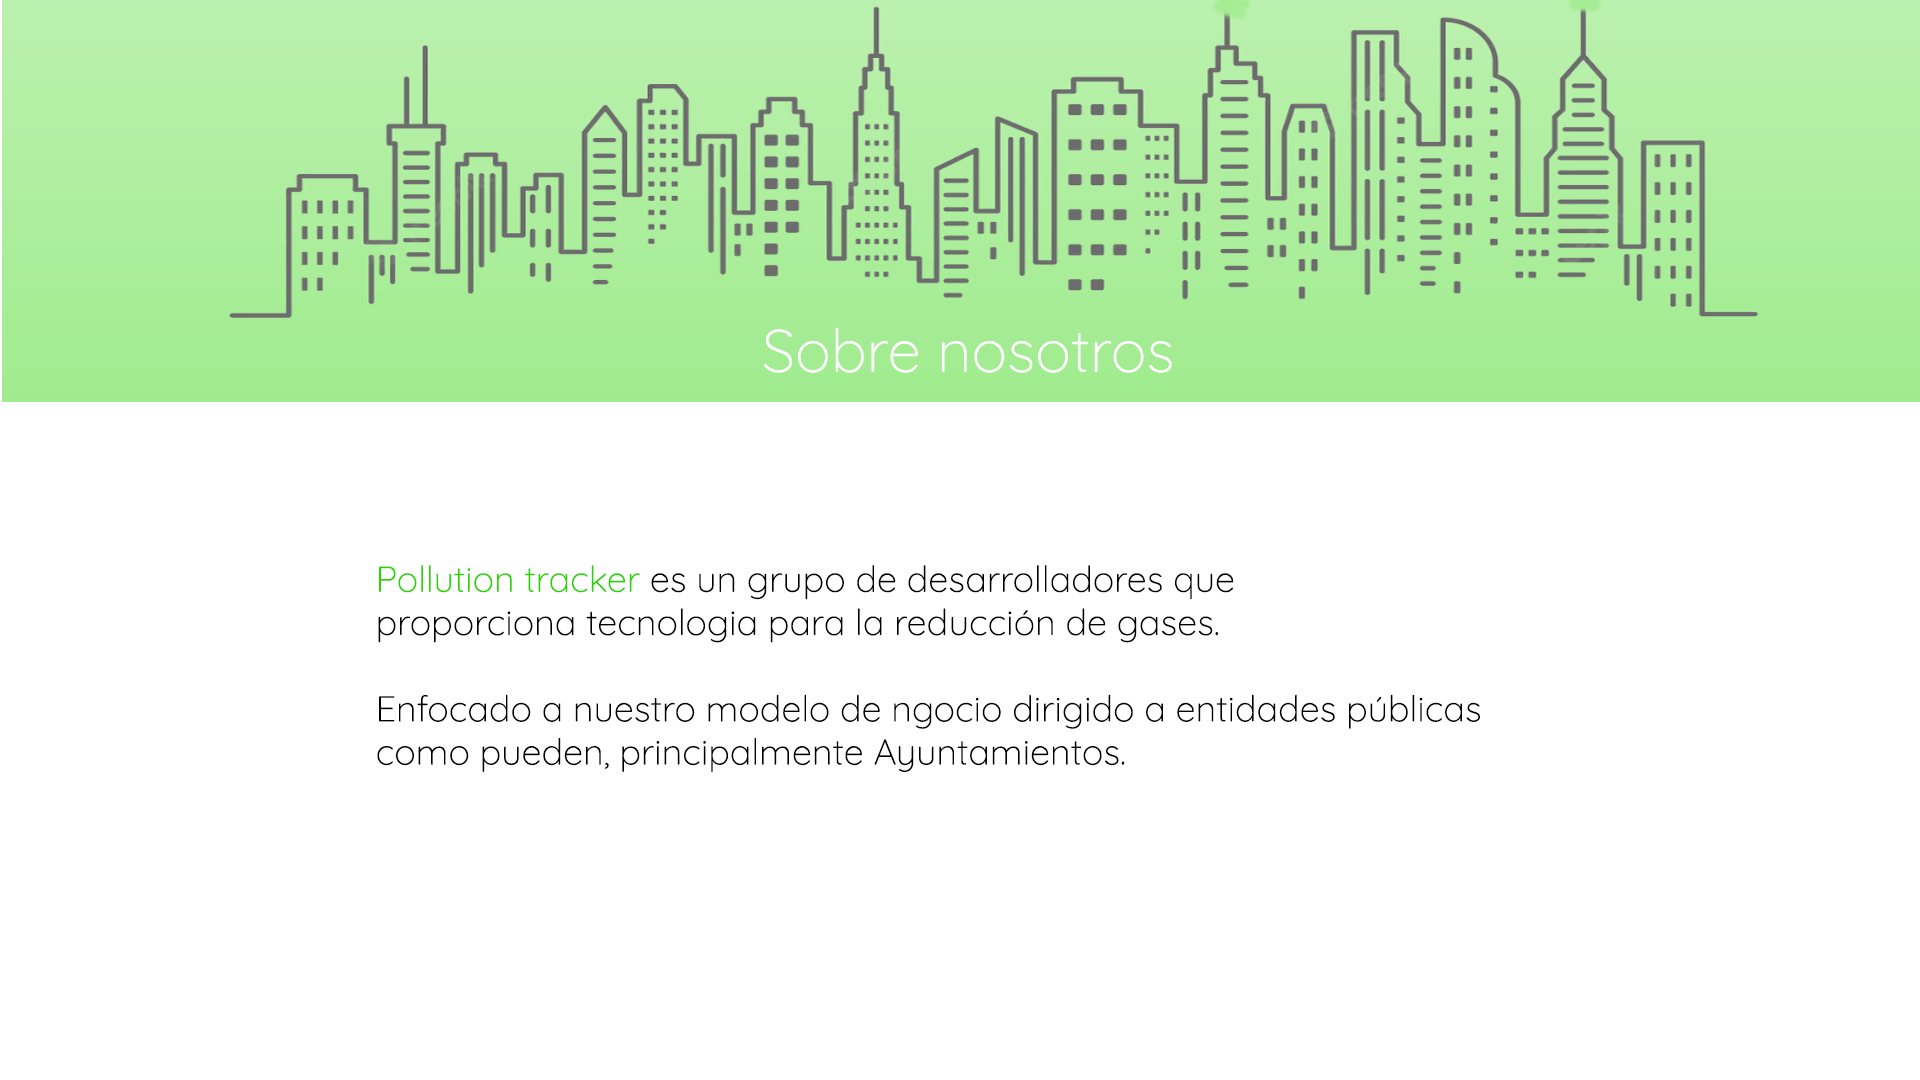 Sobre nosotros
Pollution tracker es un grupo de desarrolladores que
proporciona tecnologia para la reducción de gases.
Enfocado a nuestro modelo de ngocio dirigido a entidades públicas
como pueden, principalmente Ayuntamientos.